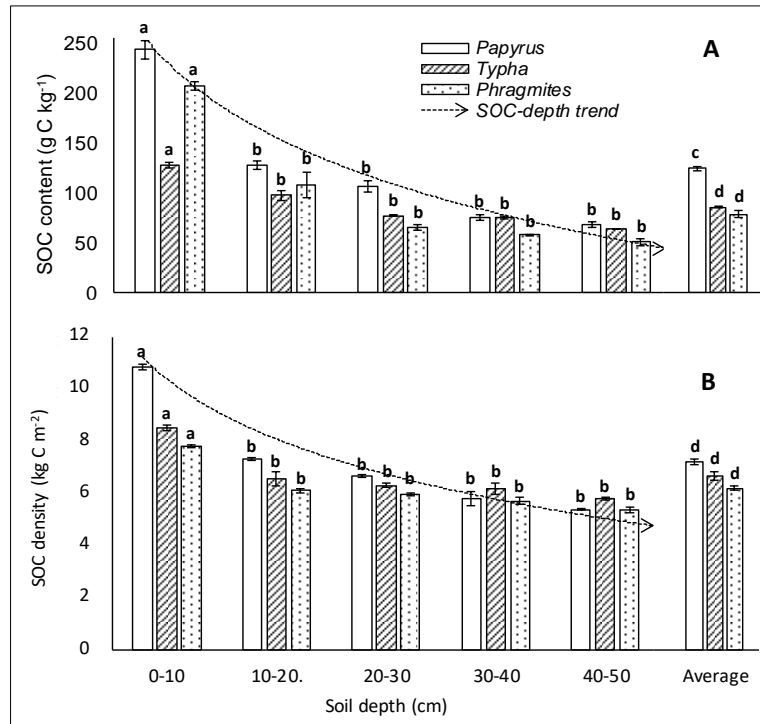 A
Papyrus
Typha
Phragmites
SOC-depth trend
SOC content (g C kg⁻¹)
250
200
150
100
50
0
a a a
b b b
b b b
b b b
b b b
c d d
B
SOC density (kg C m⁻²)
12
10
8
6
4
2
0
a a a
b b b
b b b
b b b
b b b
d d d
0-10 10-20. 20-30 30-40 40-50 Average
Soil depth (cm)